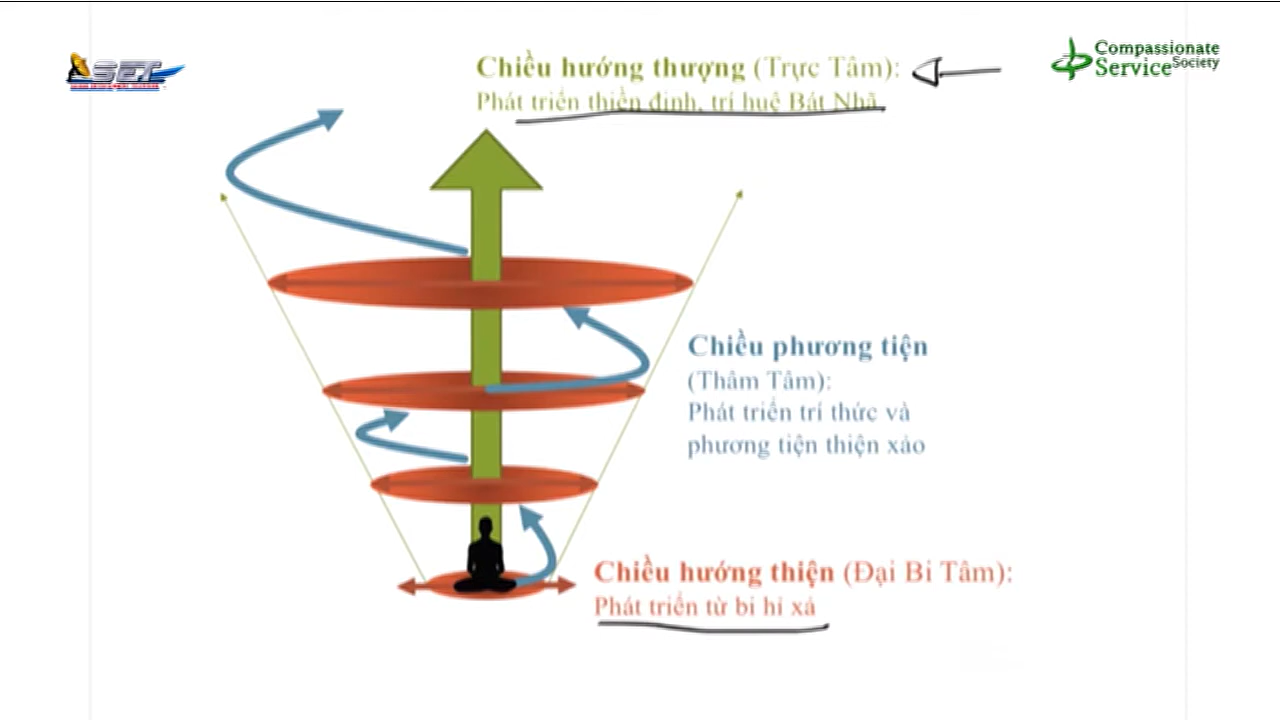 SET
Compassionate
Service Society
Chiều hướng thượng (Trực Tâm):
Phát triển thiền định, trí huệ Bát Nhã.
Chiều phương tiện
(Thâm Tâm):
Phát triển trí thức và
phương tiện thiện xảo
Chiều hướng thiện (Đại Bi Tâm):
Phát triển từ bi hỉ xả